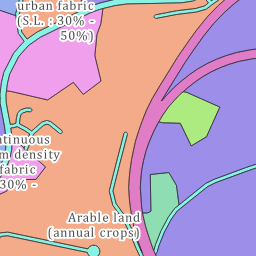 urban fabric
(S.L. : 30% -
50%)
ntinuous
m density
fabric
30% -
Arable land
(annual crops)